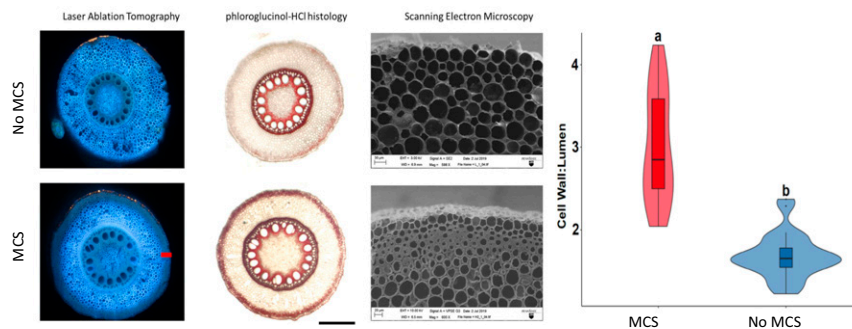 Laser Ablation Tomography
phloroglucinol-HCl histology
Scanning Electron Microscopy
No MCS
MCS
Cell Wall:Lumen
4
3
2
a
b
MCS
No MCS